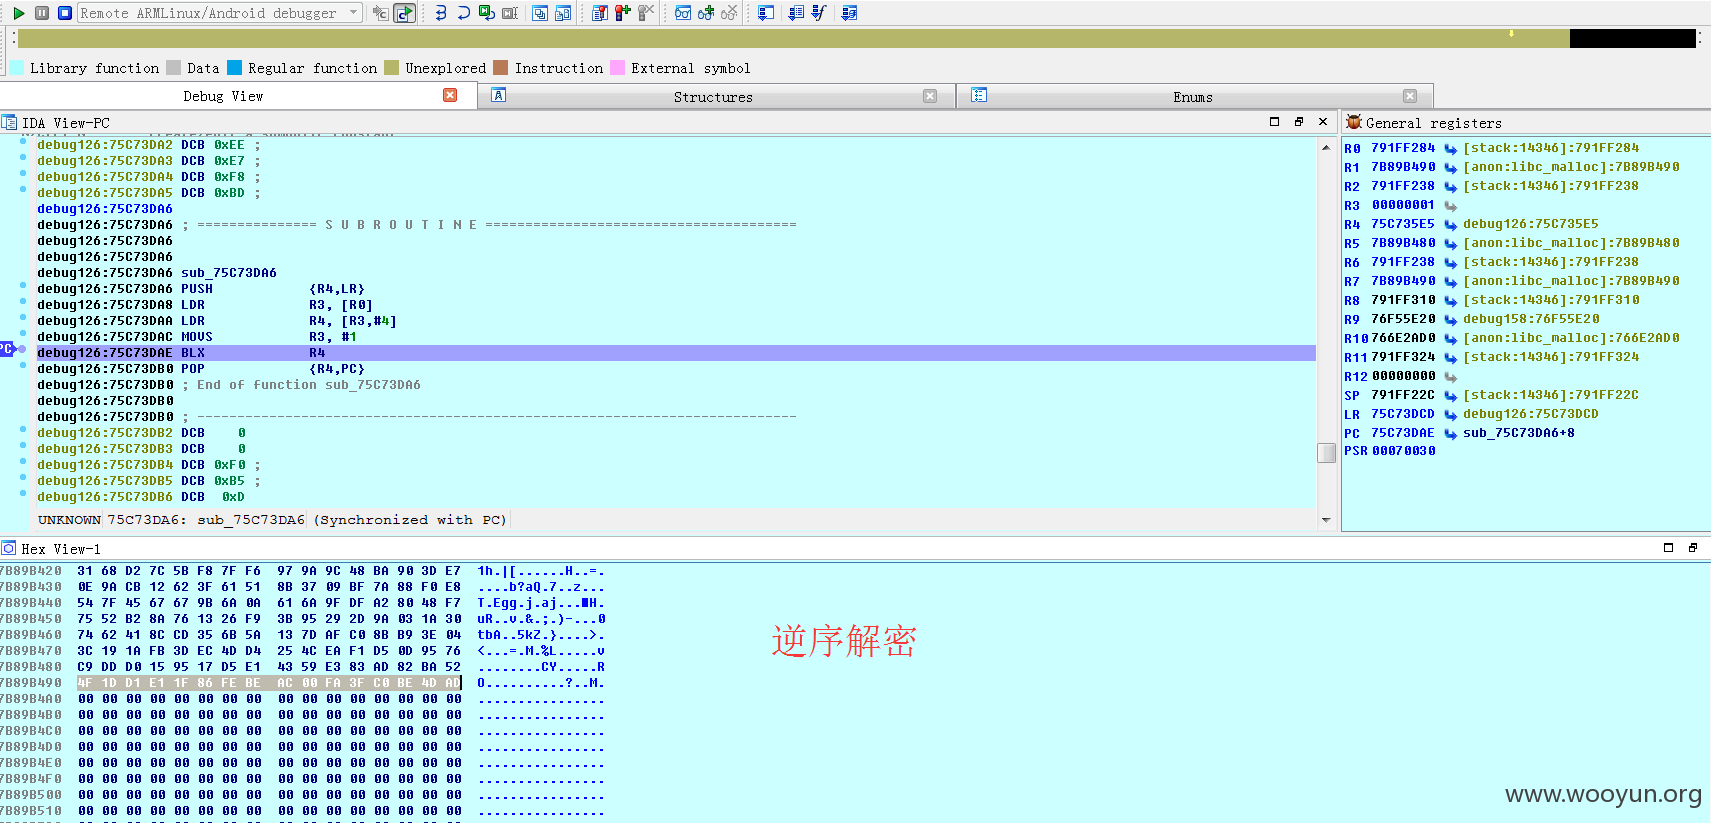 Remote ARMLinux/Android debugger
Library function Data Regular function Unexplored Instruction External symbol
Debug View Structures Enums
IDA View-PC
debug126:75C73DA2 DCB 0xEE ;
debug126:75C73DA3 DCB 0xE7 ;
debug126:75C73DA4 DCB 0xF8 ;
debug126:75C73DA5 DCB 0xBD ;
debug126:75C73DA6
debug126:75C73DA6 ; =============== S U B R O U T I N E =======================================
debug126:75C73DA6
debug126:75C73DA6
debug126:75C73DA6 sub_75C73DA6
debug126:75C73DA6 PUSH {R4,LR}
debug126:75C73DA8 LDR R3, [R0]
debug126:75C73DAA LDR R4, [R3,#4]
debug126:75C73DAC MOVS R3, #1
PC
debug126:75C73DAE BLX R4
debug126:75C73DB0 POP {R4,PC}
debug126:75C73DB0 ; End of function sub_75C73DA6
debug126:75C73DB0
debug126:75C73DB0 ; ---------------------------------------------------------------------------
debug126:75C73DB2 DCB 0
debug126:75C73DB3 DCB 0
debug126:75C73DB4 DCB 0xF0 ;
debug126:75C73DB5 DCB 0xB5 ;
debug126:75C73DB6 DCB 0xD
UNKNOWN 75C73DA6: sub_75C73DA6 (Synchronized with PC)
General registers
R0 791FF284 [stack:14346]:791FF284
R1 7B89B490 [anon:libc_malloc]:7B89B490
R2 791FF238 [stack:14346]:791FF238
R3 00000001
R4 75C735E5 debug126:75C735E5
R5 7B89B480 [anon:libc_malloc]:7B89B480
R6 791FF238 [stack:14346]:791FF238
R7 7B89B490 [anon:libc_malloc]:7B89B490
R8 791FF310 [stack:14346]:791FF310
R9 76F55E20 debug158:76F55E20
R10 766E2AD0 [anon:libc_malloc]:766E2AD0
R11 791FF324 [stack:14346]:791FF324
R12 00000000
SP 791FF22C [stack:14346]:791FF22C
LR 75C73DCD debug126:75C73DCD
PC 75C73DAE sub_75C73DA6+8
PSR 00070030
Hex View-1
7B89B420 31 68 D2 7C 5B F8 7F F6 97 9A 9C 48 BA 90 3D E7 1h.|[......H..=.
7B89B430 0E 9A CB 12 62 3F 61 51 8B 37 09 BF 7A 88 F0 E8 ....b?aQ.7..z...
7B89B440 54 7F 45 67 67 9B 6A 0A 61 6A 9F DF A2 80 48 F7 T.Egg.j.aj...■H.
7B89B450 75 52 B2 8A 76 13 26 F9 3B 95 29 2D 9A 03 1A 30 uR..v.&.;.)-...0
7B89B460 74 62 41 8C CD 35 6B 5A 13 7D AF C0 8B B9 3E 04 tbA..5kZ.}....>.
7B89B470 3C 19 1A FB 3D EC 4D D4 25 4C EA F1 D5 0D 95 76 <...=.M.%L.....v
7B89B480 C9 DD D0 15 95 17 D5 E1 43 59 E3 83 AD 82 BA 52 ........CY.....R
7B89B490 4F 1D D1 E1 1F 86 FE BE AC 00 FA 3F C0 BE 4D AD O..........?..M.
7B89B4A0 00 00 00 00 00 00 00 00 00 00 00 00 00 00 00 00 ................
7B89B4B0 00 00 00 00 00 00 00 00 00 00 00 00 00 00 00 00 ................
7B89B4C0 00 00 00 00 00 00 00 00 00 00 00 00 00 00 00 00 ................
7B89B4D0 00 00 00 00 00 00 00 00 00 00 00 00 00 00 00 00 ................
7B89B4E0 00 00 00 00 00 00 00 00 00 00 00 00 00 00 00 00 ................
7B89B4F0 00 00 00 00 00 00 00 00 00 00 00 00 00 00 00 00 ................
7B89B500 00 00 00 00 00 00 00 00 00 00 00 00 00 00 00 00 ................
7B89B510 00 00 00 00 00 00 00 00 00 00 00 00 00 00 00 00 ................
逆序解密
www.wooyun.org